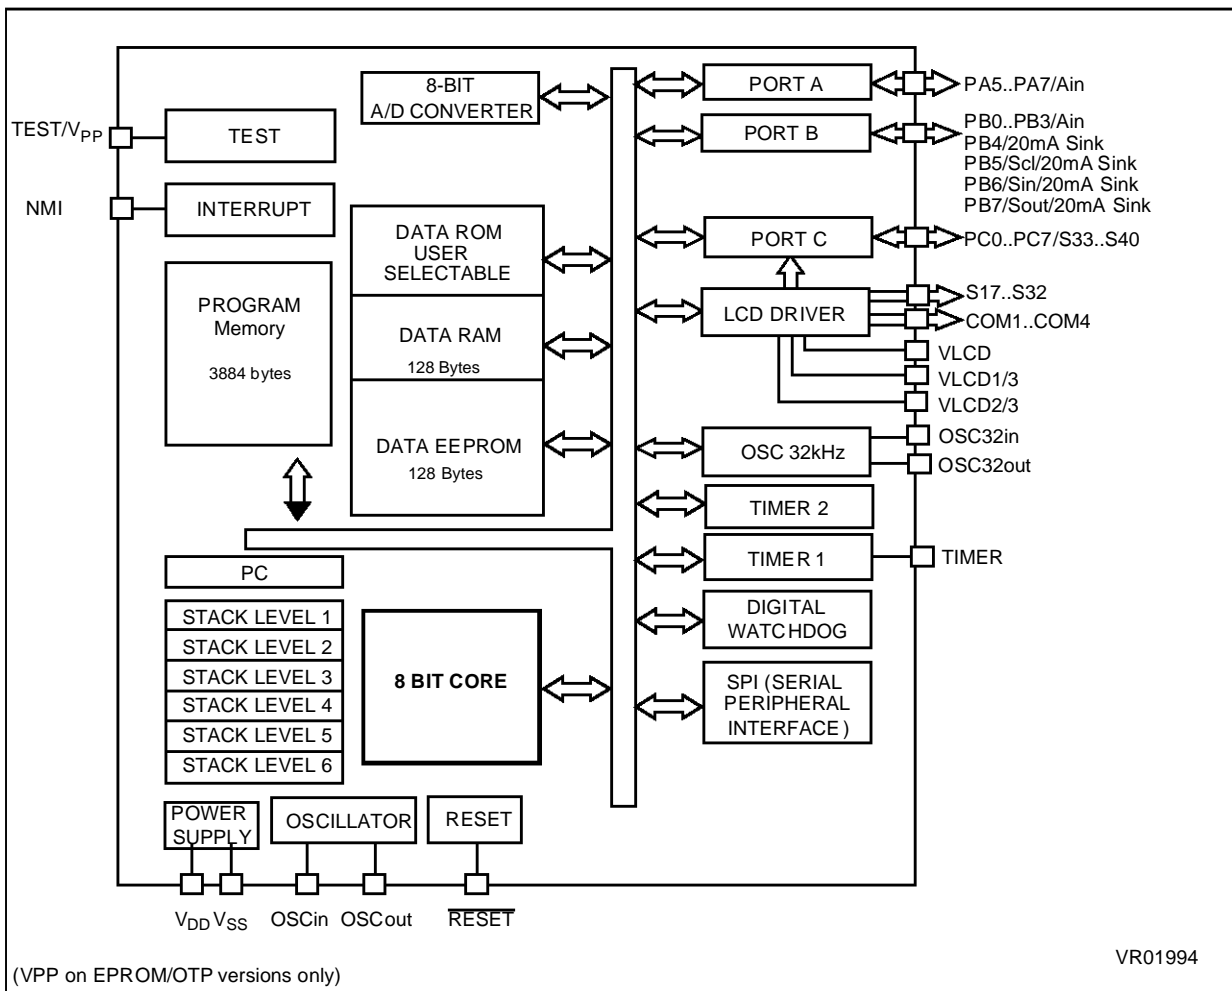 8-BIT
A/D CONVERTER
PORT A
PA5..PA7/Ain
TEST/VPP
TEST
PORT B
PB0..PB3/Ain
PB4/20mA Sink
PB5/Scl/20mA Sink
PB6/Sin/20mA Sink
PB7/Sout/20mA Sink
NMI
INTERRUPT
DATA ROM
USER
SELECTABLE
PORT C
PC0..PC7/S33..S40
PROGRAM
Memory
3884 bytes
DATA RAM
128 Bytes
LCD DRIVER
S17..S32
COM1..COM4
VLCD
VLCD1/3
VLCD2/3
DATA EEPROM
128 Bytes
OSC 32kHz
OSC32in
OSC32out
TIMER 2
TIMER 1
TIMER
PC
STACK LEVEL 1
STACK LEVEL 2
STACK LEVEL 3
STACK LEVEL 4
STACK LEVEL 5
STACK LEVEL 6
8 BIT CORE
DIGITAL
WATCHDOG
SPI (SERIAL
PERIPHERAL
INTERFACE)
POWER
SUPPLY
OSCILLATOR
RESET
VDD VSS
OSCin
OSCout
RESET
VR01994
(VPP on EPROM/OTP versions only)